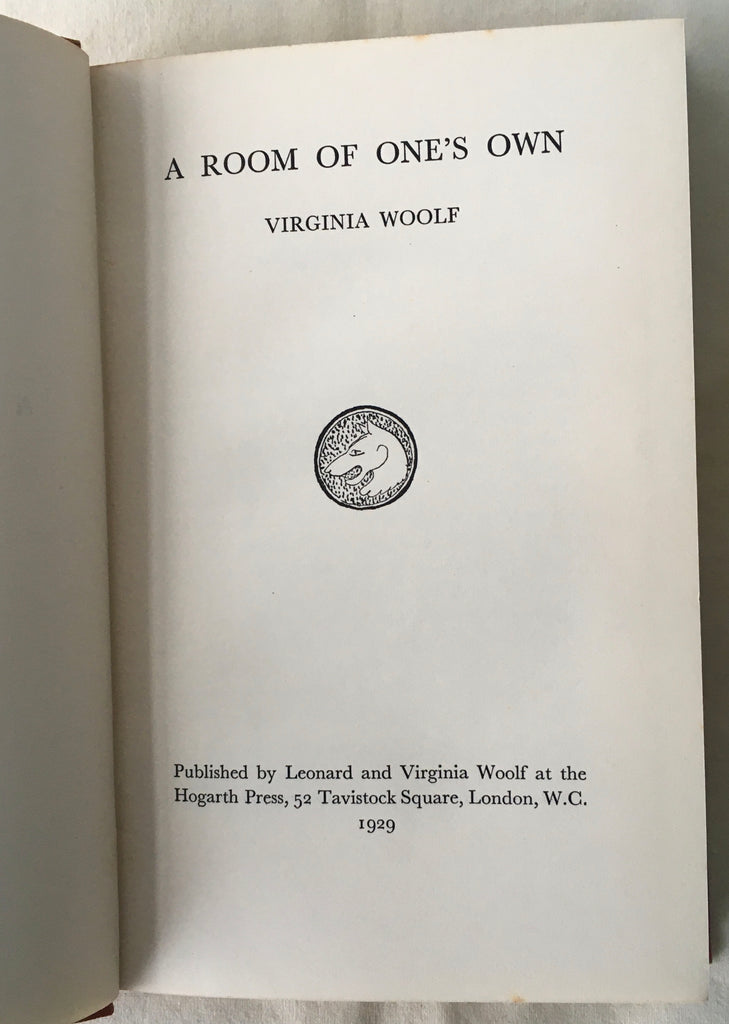 A ROOM OF ONE'S OWN
VIRGINIA WOOLF
Published by Leonard and Virginia Woolf at the
Hogarth Press, 52 Tavistock Square, London, W.C.
1929